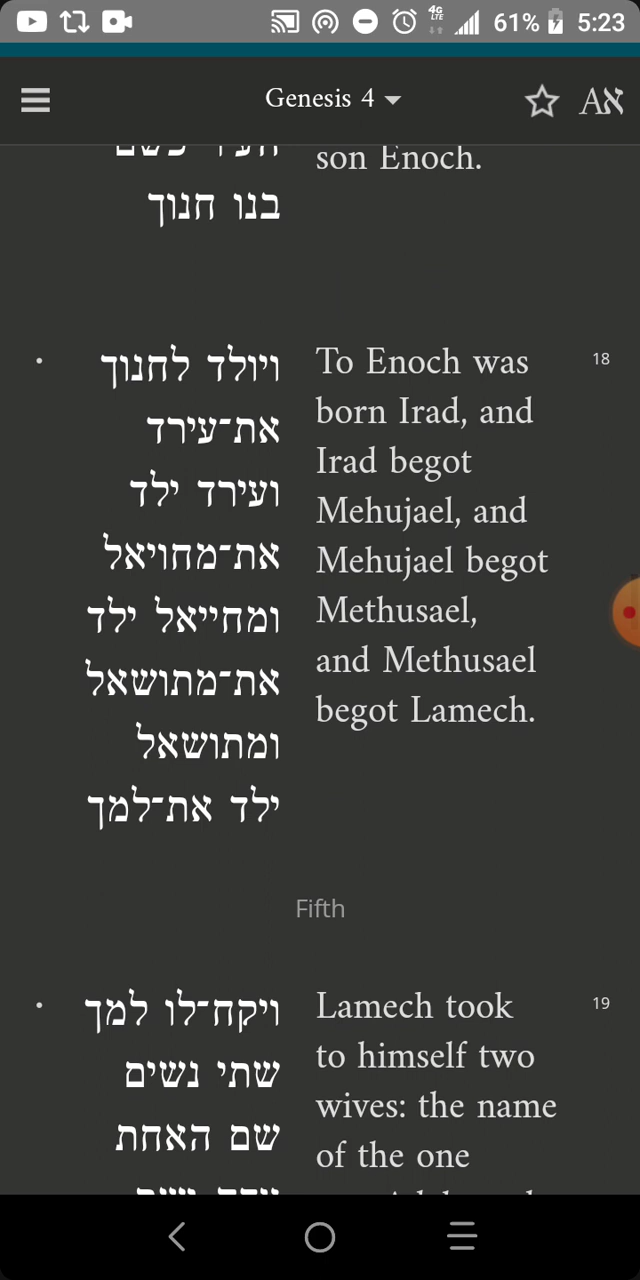 4G
LTE
61%
5:23
Genesis 4
Aא
son Enoch.
בנו חנוך
ויולד לחנוך
את־עירד
ועירד ילד
את־מחויאל
ומחייאל ילד
את־מתושאל
ומתושאל
ילד את־למך
To Enoch was
born Irad, and
Irad begot
Mehujael, and
Mehujael begot
Methusael,
and Methusael
begot Lamech.
18
Fifth
ויקח־לו למך
שתי נשים
שם האחת
Lamech took
to himself two
wives: the name
of the one
19